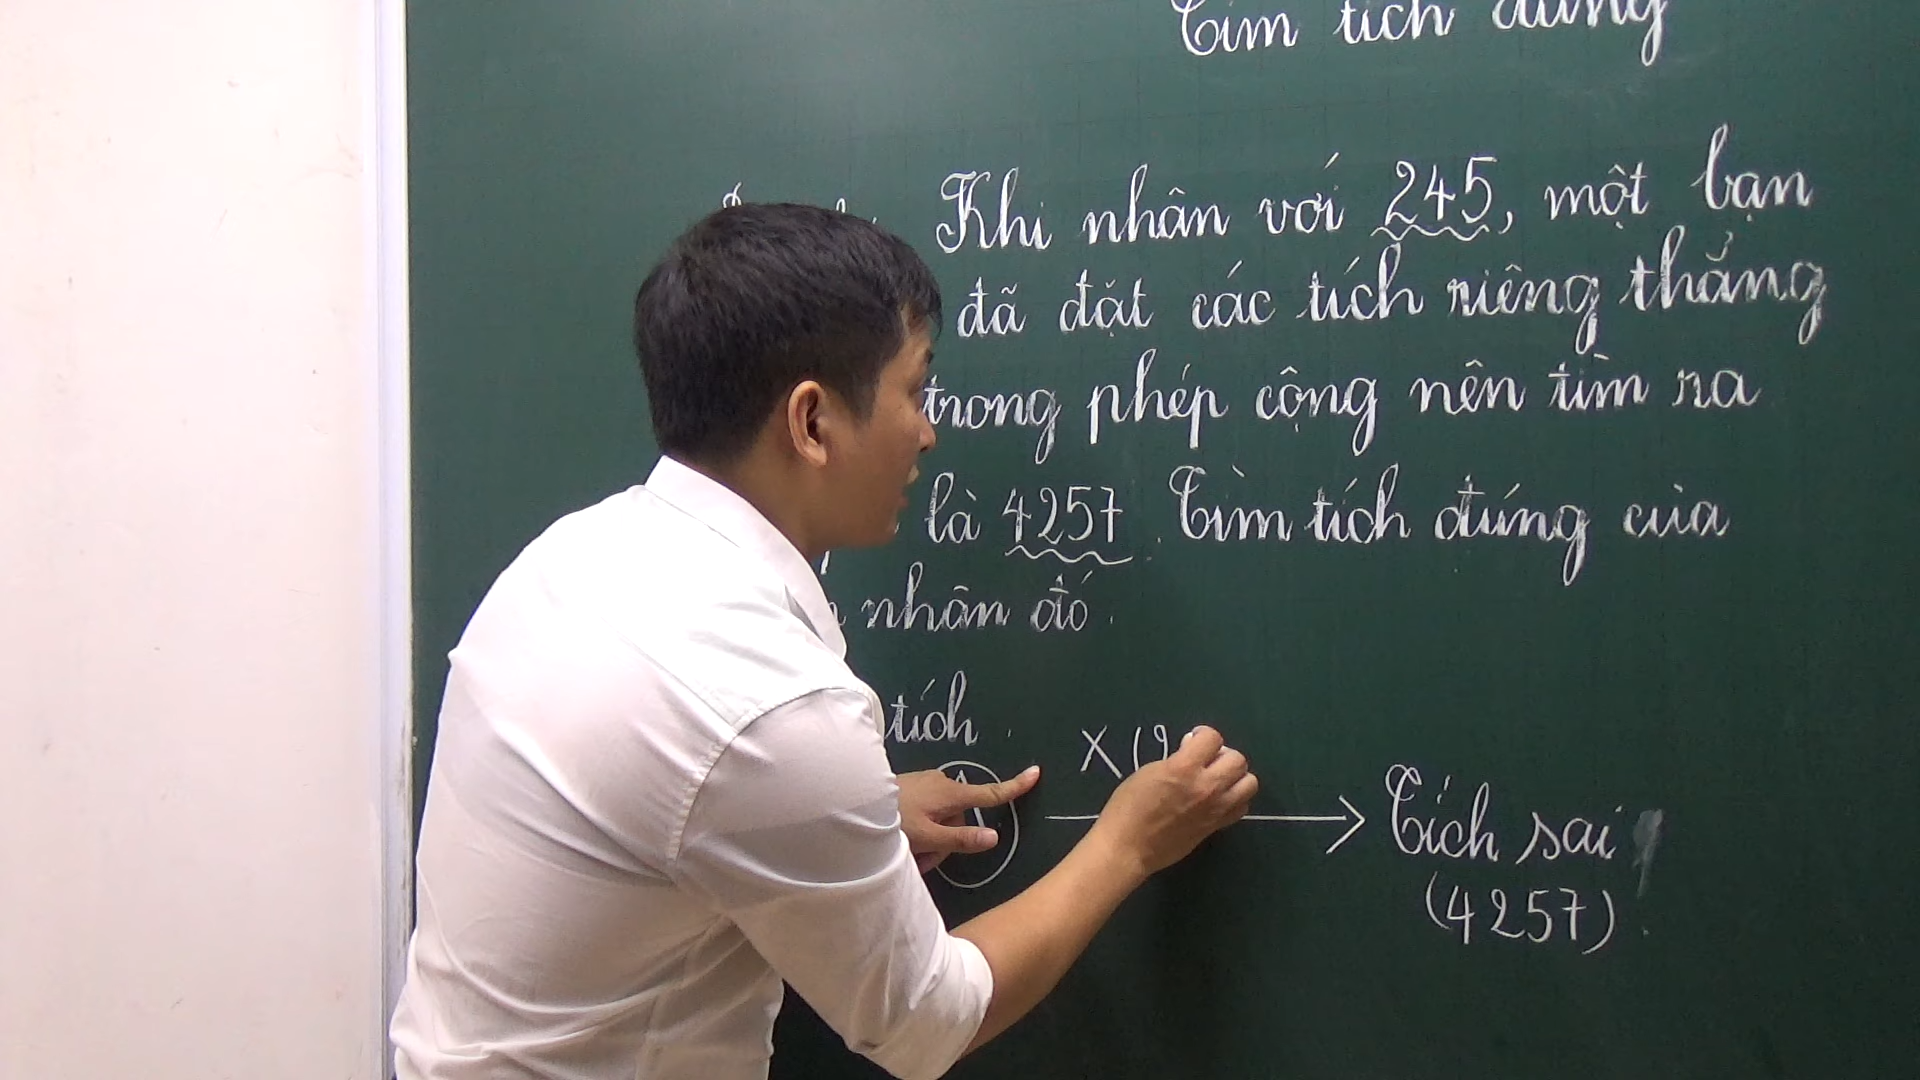 Tìm tích đúng
Khi nhân với 245, một bạn
đã đặt các tích riêng thẳng
trong phép cộng nên tìm ra
là 4257. Tìm tích đúng của
nhân đó.
tích.
A X (2 Tích sai
(4257)